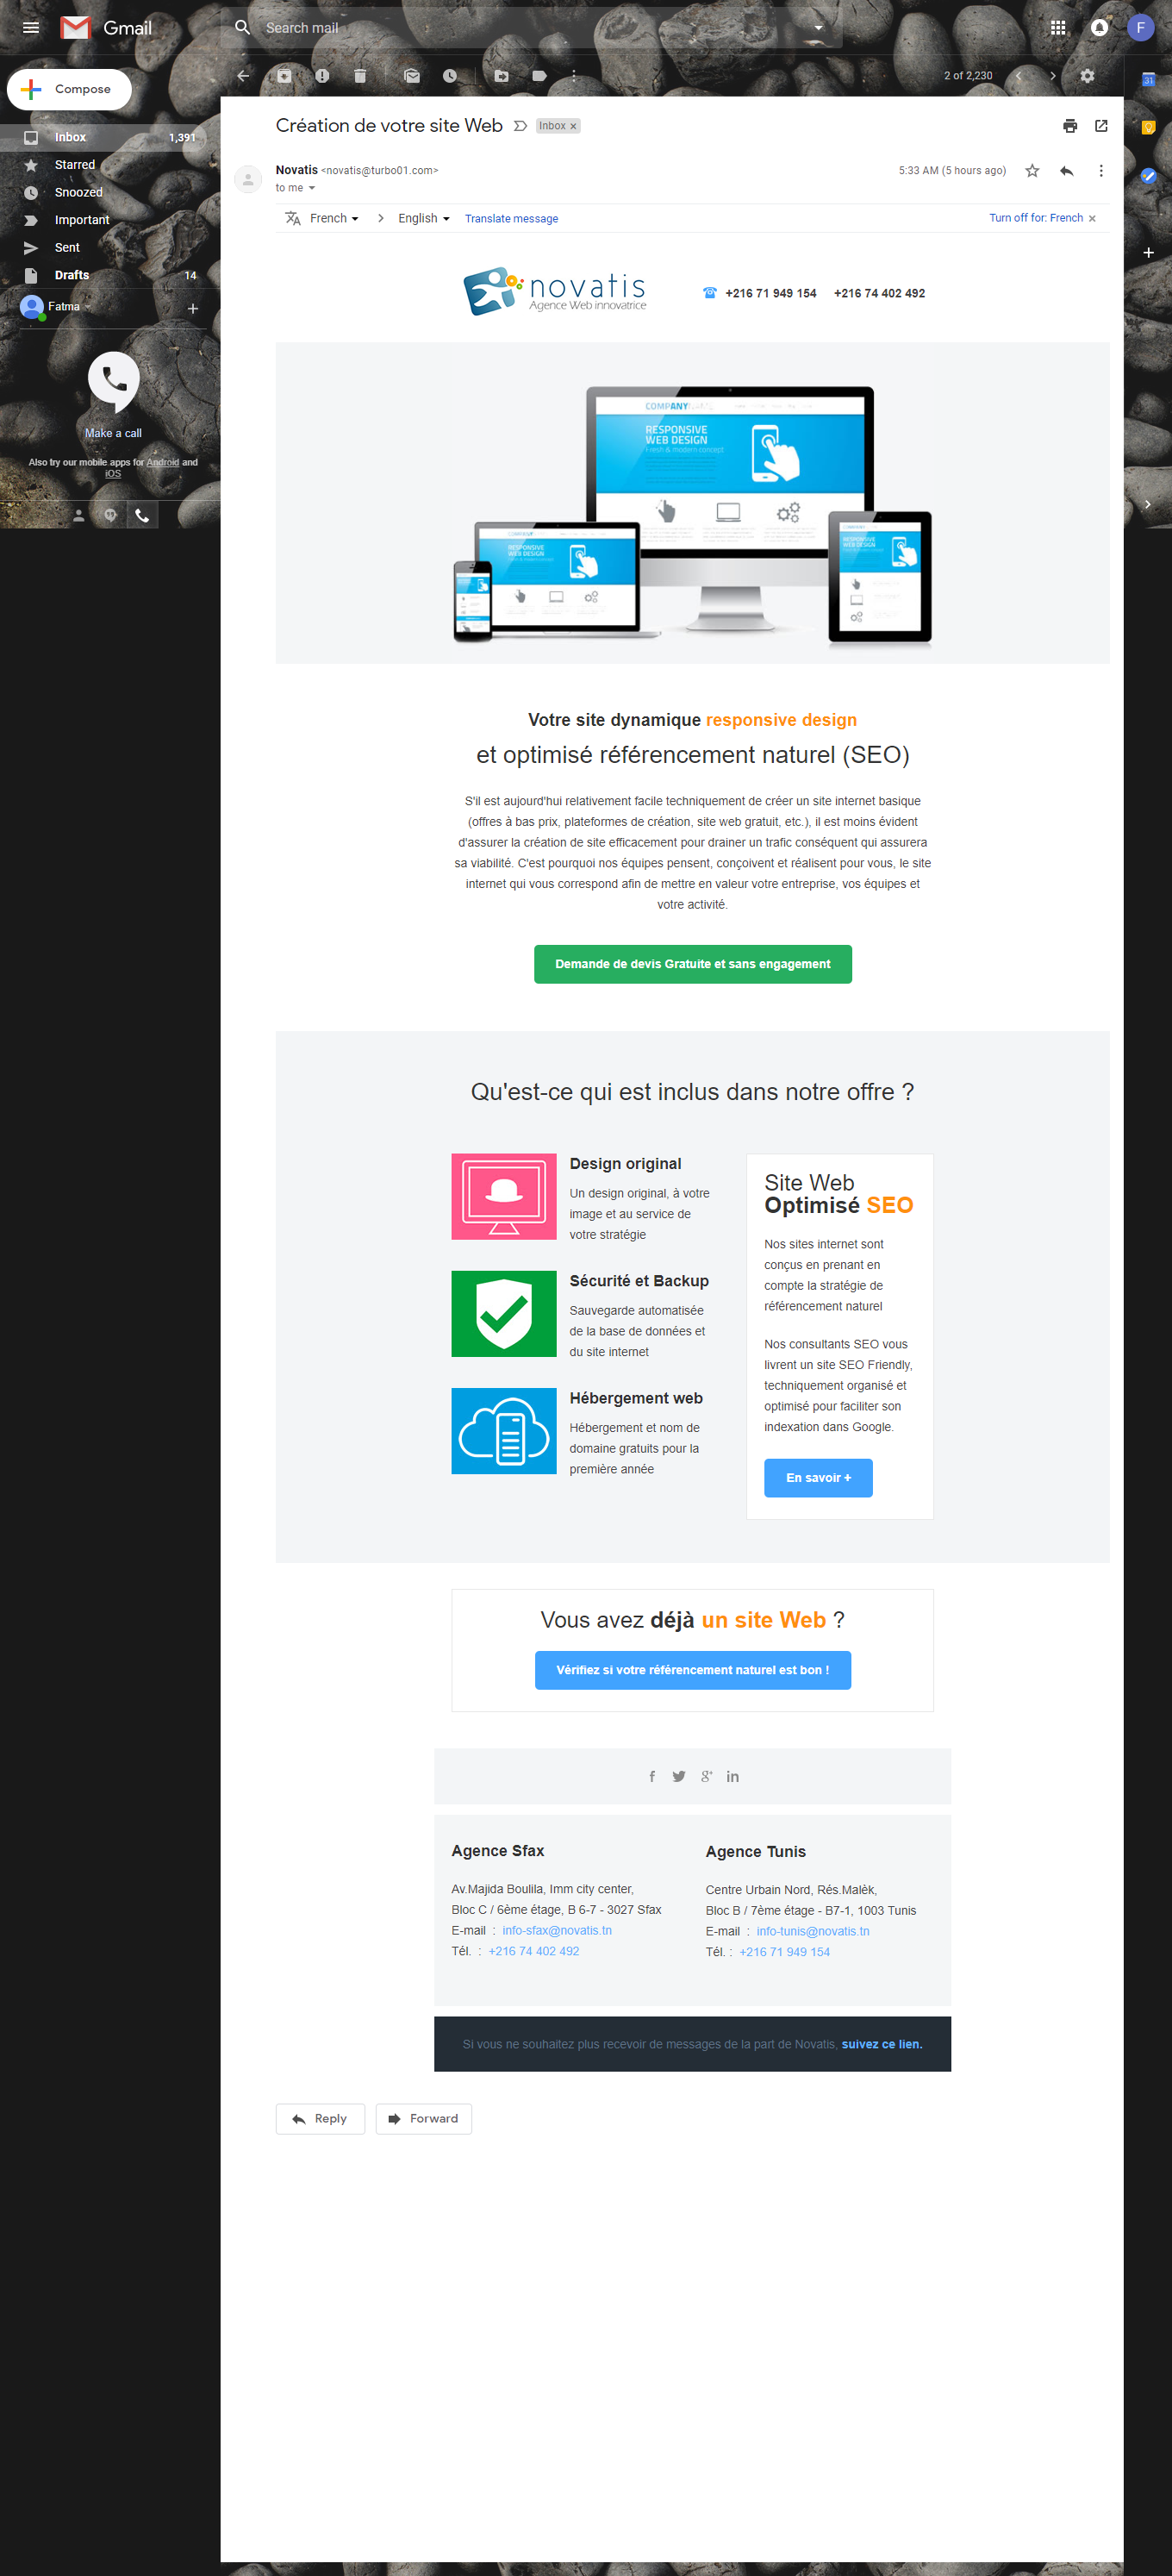 Gmail
Search mail
F
Compose
2 of 2,230
31
Inbox 1,391
Starred
Snoozed
Important
Sent
Drafts 14
Fatma
Make a call
Also try our mobile apps for Android and
iOS
Création de votre site Web Inbox ×
Novatis <novatis@turbo01.com> 5:33 AM (5 hours ago)
to me
French > English Translate message Turn off for: French ×
novatis
Agence Web innovatrice
+216 71 949 154 +216 74 402 492
COMPANY
RESPONSIVE
WEB DESIGN
Fresh & modern concept
COMPANY
RESPONSIVE
WEB DESIGN
COMPANY
RESPONSIVE
WEB DESIGN
Votre site dynamique responsive design
et optimisé référencement naturel (SEO)
S'il est aujourd'hui relativement facile techniquement de créer un site internet basique
(offres à bas prix, plateformes de création, site web gratuit, etc.), il est moins évident
d'assurer la création de site efficacement pour drainer un trafic conséquent qui assurera
sa viabilité. C'est pourquoi nos équipes pensent, conçoivent et réalisent pour vous, le site
internet qui vous correspond afin de mettre en valeur votre entreprise, vos équipes et
votre activité.
Demande de devis Gratuite et sans engagement
Qu'est-ce qui est inclus dans notre offre ?
Design original
Un design original, à votre
image et au service de
votre stratégie
Sécurité et Backup
Sauvegarde automatisée
de la base de données et
du site internet
Hébergement web
Hébergement et nom de
domaine gratuits pour la
première année
Site Web
Optimisé SEO
Nos sites internet sont
conçus en prenant en
compte la stratégie de
référencement naturel
Nos consultants SEO vous
livrent un site SEO Friendly,
techniquement organisé et
optimisé pour faciliter son
indexation dans Google.
En savoir +
Vous avez déjà un site Web ?
Vérifiez si votre référencement naturel est bon !
Agence Sfax
Av.Majida Boulila, Imm city center,
Bloc C / 6ème étage, B 6-7 - 3027 Sfax
E-mail : info-sfax@novatis.tn
Tél. : +216 74 402 492
Agence Tunis
Centre Urbain Nord, Rés.Malèk,
Bloc B / 7ème étage - B7-1, 1003 Tunis
E-mail : info-tunis@novatis.tn
Tél. : +216 71 949 154
Si vous ne souhaitez plus recevoir de messages de la part de Novatis, suivez ce lien.
Reply
Forward